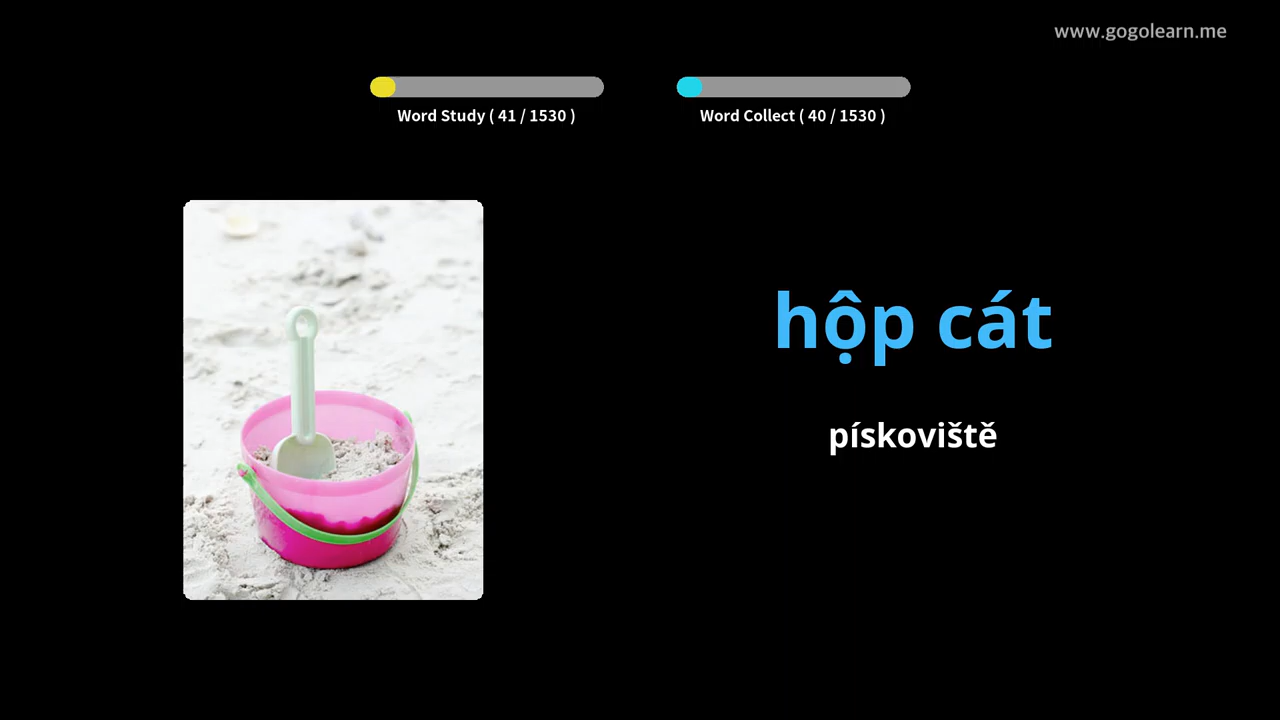 www.gogolearn.me
Word Study ( 41 / 1530 )
Word Collect ( 40 / 1530 )
hộp cát
pískoviště